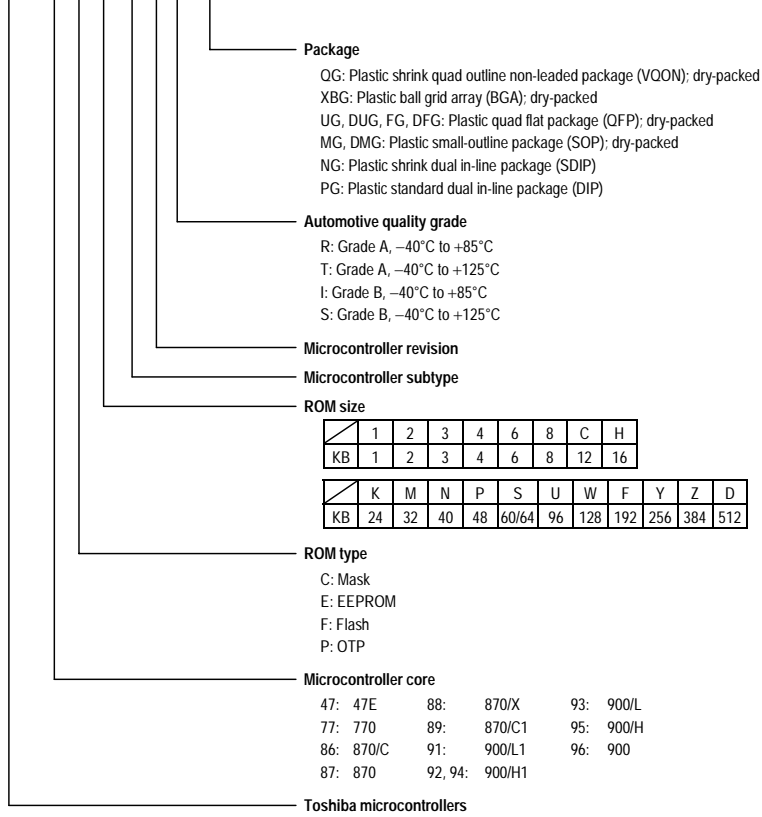 Package
QG: Plastic shrink quad outline non-leaded package (VQON); dry-packed
XBG: Plastic ball grid array (BGA); dry-packed
UG, DUG, FG, DFG: Plastic quad flat package (QFP); dry-packed
MG, DMG: Plastic small-outline package (SOP); dry-packed
NG: Plastic shrink dual in-line package (SDIP)
PG: Plastic standard dual in-line package (DIP)
Automotive quality grade
R: Grade A, –40°C to +85°C
T: Grade A, –40°C to +125°C
I: Grade B, –40°C to +85°C
S: Grade B, –40°C to +125°C
Microcontroller revision
Microcontroller subtype
ROM size
1 2 3 4 6 8 C H
KB 1 2 3 4 6 8 12 16
K M N P S U W F Y Z D
KB 24 32 40 48 60/64 96 128 192 256 384 512
ROM type
C: Mask
E: EEPROM
F: Flash
P: OTP
Microcontroller core
47: 47E 88: 870/X 93: 900/L
77: 770 89: 870/C1 95: 900/H
86: 870/C 91: 900/L1 96: 900
87: 870 92, 94: 900/H1
Toshiba microcontrollers